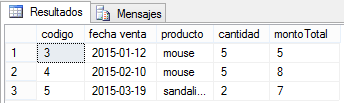 Resultados Mensajes
codigo fecha venta producto cantidad montoTotal
1 3 2015-01-12 mouse 5 5
2 4 2015-02-10 mouse 5 8
3 5 2015-03-19 sandali... 2 7